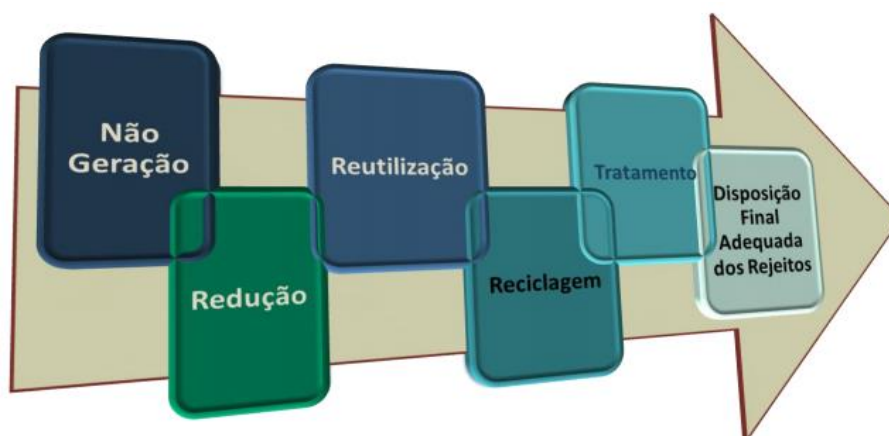 Não
Geração
Redução
Reutilização
Reciclagem
Tratamento
Disposição
Final
Adequada
dos Rejeitos